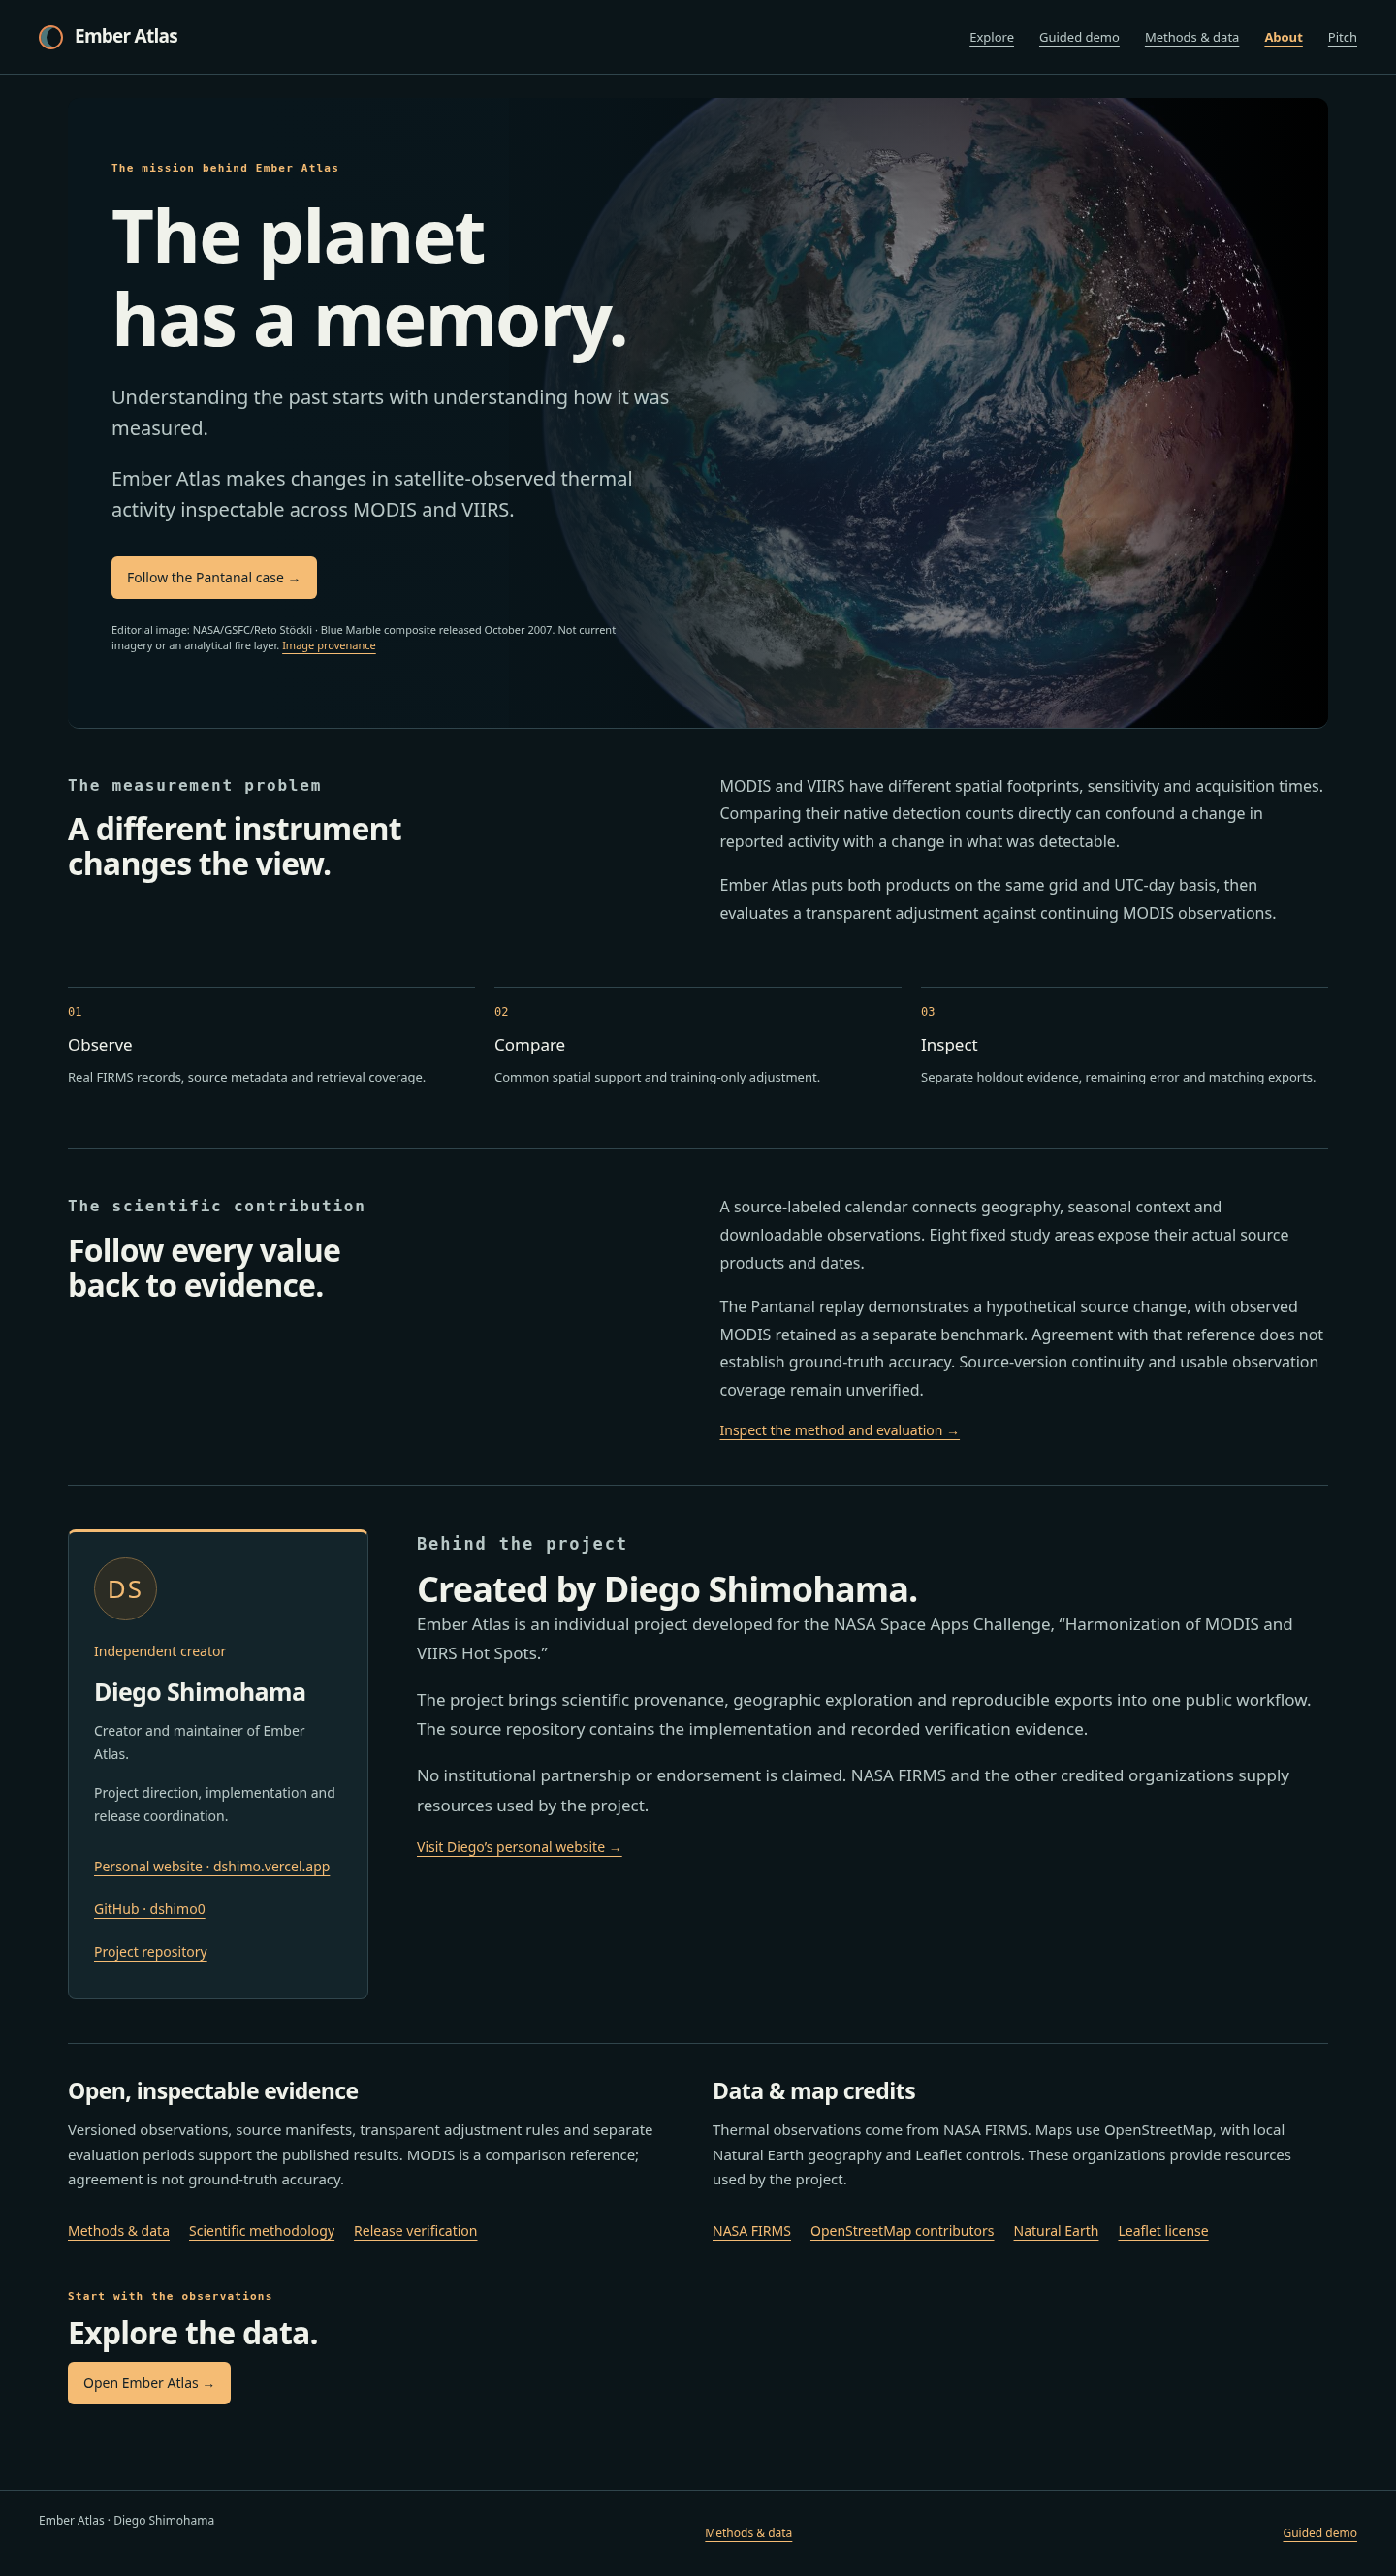 Ember Atlas
Explore Guided demo Methods & data About Pitch
The mission behind Ember Atlas
The planet
has a memory.
Understanding the past starts with understanding how it was
measured.
Ember Atlas makes changes in satellite-observed thermal
activity inspectable across MODIS and VIIRS.
Follow the Pantanal case →
Editorial image: NASA/GSFC/Reto Stöckli · Blue Marble composite released October 2007. Not current
imagery or an analytical fire layer. Image provenance
The measurement problem
A different instrument
changes the view.
MODIS and VIIRS have different spatial footprints, sensitivity and acquisition times.
Comparing their native detection counts directly can confound a change in
reported activity with a change in what was detectable.
Ember Atlas puts both products on the same grid and UTC-day basis, then
evaluates a transparent adjustment against continuing MODIS observations.
01
Observe
Real FIRMS records, source metadata and retrieval coverage.
02
Compare
Common spatial support and training-only adjustment.
03
Inspect
Separate holdout evidence, remaining error and matching exports.
The scientific contribution
Follow every value
back to evidence.
A source-labeled calendar connects geography, seasonal context and
downloadable observations. Eight fixed study areas expose their actual source
products and dates.
The Pantanal replay demonstrates a hypothetical source change, with observed
MODIS retained as a separate benchmark. Agreement with that reference does not
establish ground-truth accuracy. Source-version continuity and usable observation
coverage remain unverified.
Inspect the method and evaluation →
DS
Independent creator
Diego Shimohama
Creator and maintainer of Ember
Atlas.
Project direction, implementation and
release coordination.
Personal website · dshimo.vercel.app
GitHub · dshimo0
Project repository
Behind the project
Created by Diego Shimohama.
Ember Atlas is an individual project developed for the NASA Space Apps Challenge, “Harmonization of MODIS and
VIIRS Hot Spots.”
The project brings scientific provenance, geographic exploration and reproducible exports into one public workflow.
The source repository contains the implementation and recorded verification evidence.
No institutional partnership or endorsement is claimed. NASA FIRMS and the other credited organizations supply
resources used by the project.
Visit Diego’s personal website →
Open, inspectable evidence
Versioned observations, source manifests, transparent adjustment rules and separate
evaluation periods support the published results. MODIS is a comparison reference;
agreement is not ground-truth accuracy.
Methods & data Scientific methodology Release verification
Data & map credits
Thermal observations come from NASA FIRMS. Maps use OpenStreetMap, with local
Natural Earth geography and Leaflet controls. These organizations provide resources
used by the project.
NASA FIRMS OpenStreetMap contributors Natural Earth Leaflet license
Start with the observations
Explore the data.
Open Ember Atlas →
Ember Atlas · Diego Shimohama
Methods & data
Guided demo